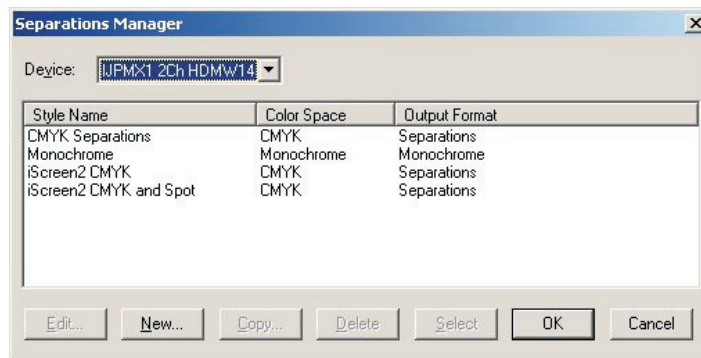 Separations Manager
Device: IJPMX1 2Ch HDMW14
Style Name Color Space Output Format
CMYK Separations CMYK Separations
Monochrome Monochrome Monochrome
iScreen2 CMYK CMYK Separations
iScreen2 CMYK and Spot CMYK Separations
Edit... New... Copy... Delete Select OK Cancel